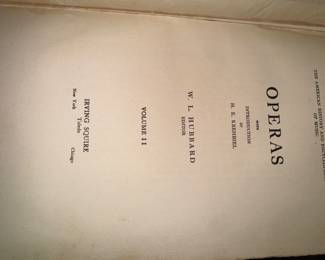 THE AMERICAN HISTORY AND ENCYCLOPEDIA
OF MUSIC
OPERAS
WITH
INTRODUCTION
BY
H. E. KREHBIEL
W. L. HUBBARD
EDITOR
VOLUME II
IRVING SQUIRE
Toledo
New York
Chicago